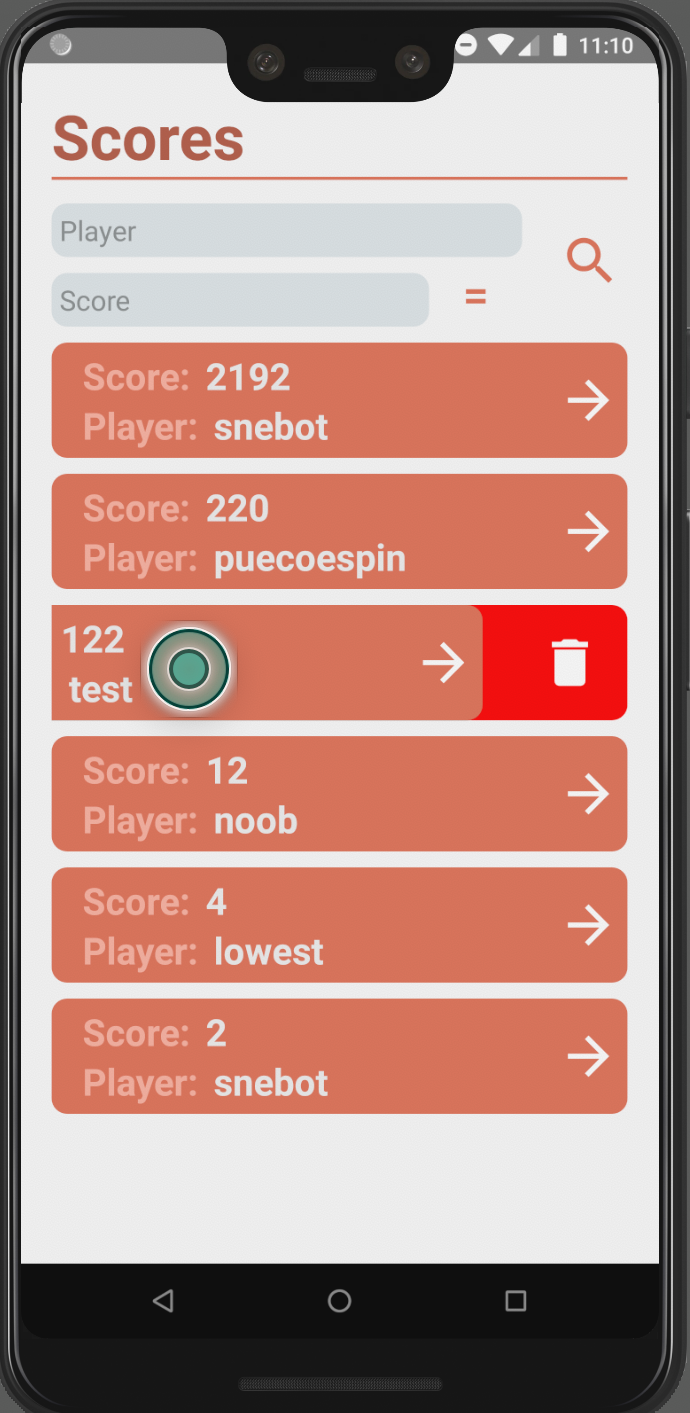 11:10
Scores
Player
Score
=
Score: 2192
Player: snebot
Score: 220
Player: puecoespin
122
test
Score: 12
Player: noob
Score: 4
Player: lowest
Score: 2
Player: snebot